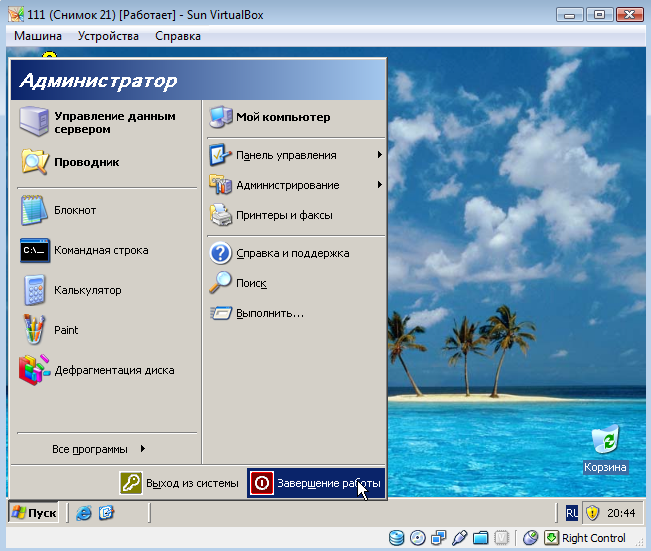 111 (Снимок 21) [Работает] - Sun VirtualBox
Машина Устройства Справка
Администратор
Управление данным
сервером
Проводник
Блокнот
C:\_
Командная строка
Калькулятор
Paint
Дефрагментация диска
Все программы
Мой компьютер
Панель управления
Администрирование
Принтеры и факсы
Справка и поддержка
Поиск
Выполнить...
Выход из системы
Завершение работы
Корзина
Пуск
RU
20:44
Right Control